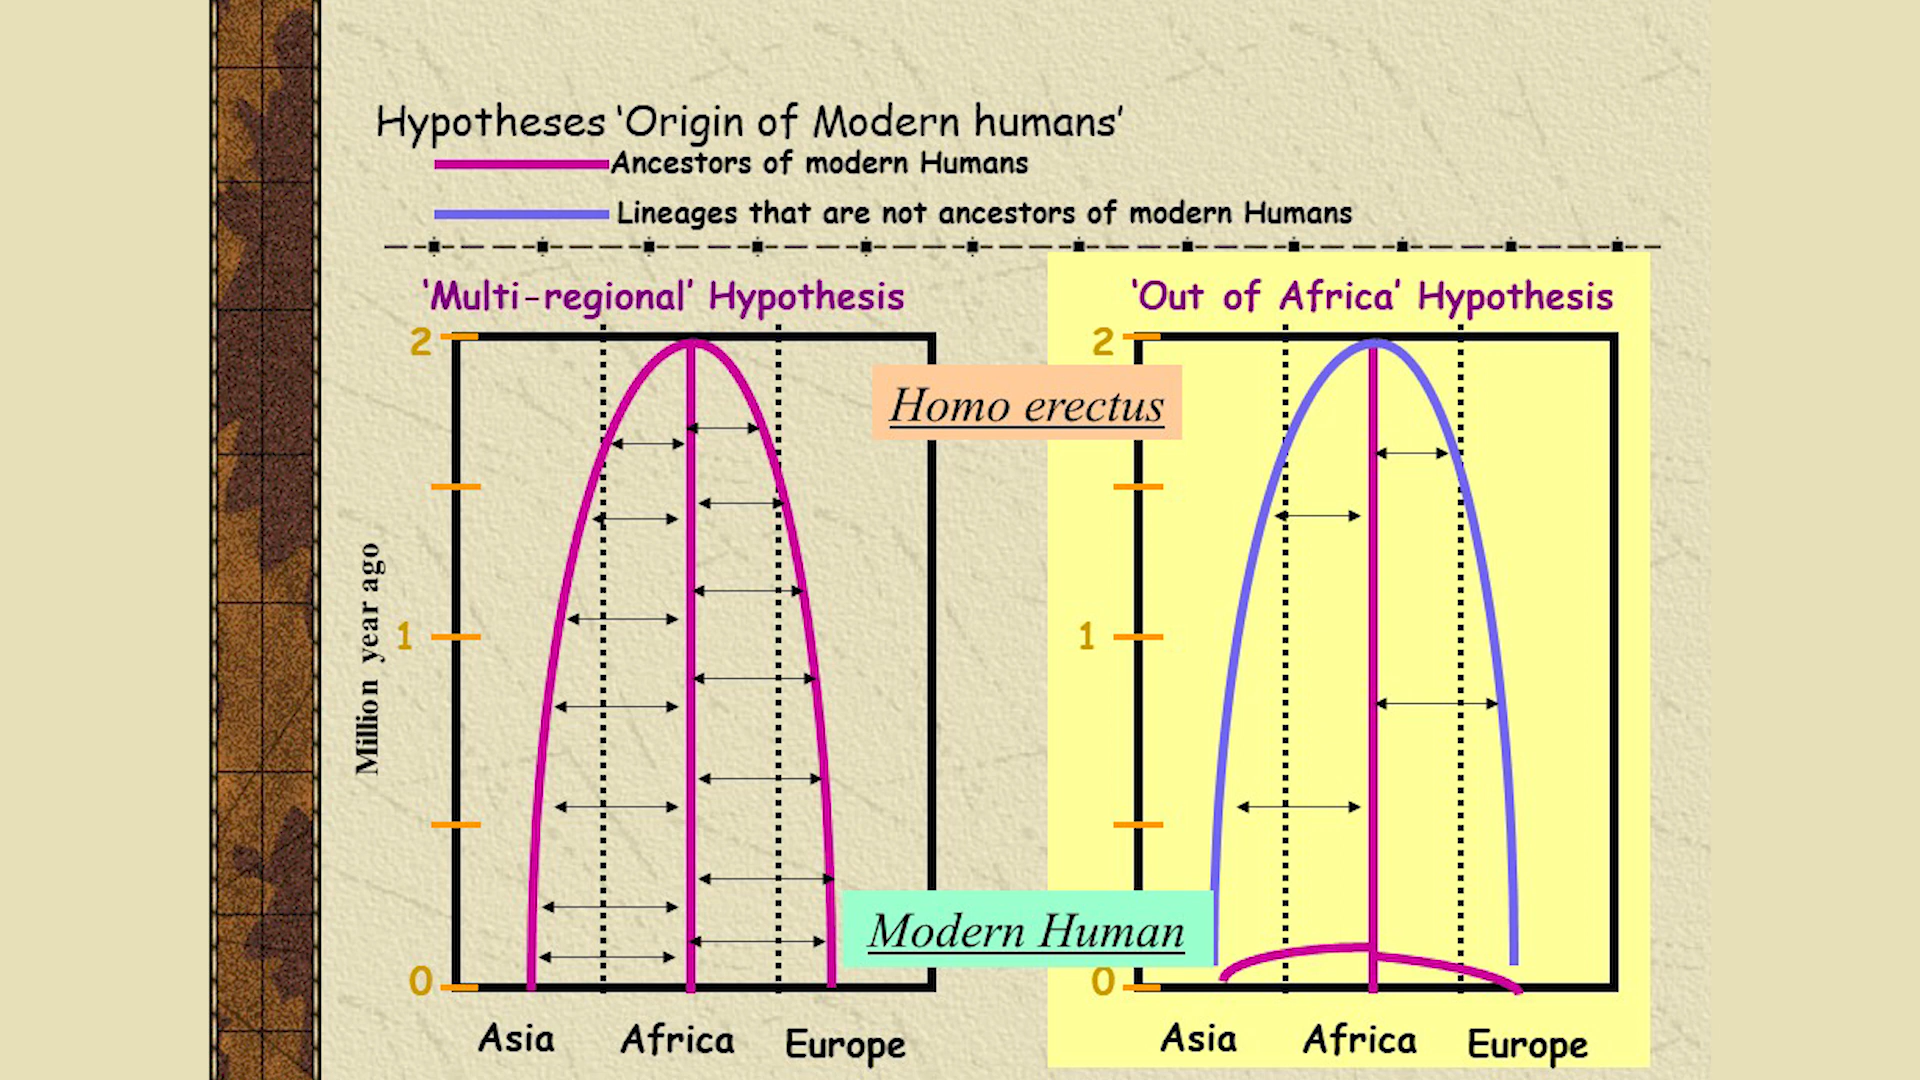 Hypotheses ‘Origin of Modern humans’
Ancestors of modern Humans
Lineages that are not ancestors of modern Humans
‘Multi-regional’ Hypothesis
2
1
0
Million year ago
Asia Africa Europe
Homo erectus
Modern Human
‘Out of Africa’ Hypothesis
2
1
0
Asia Africa Europe